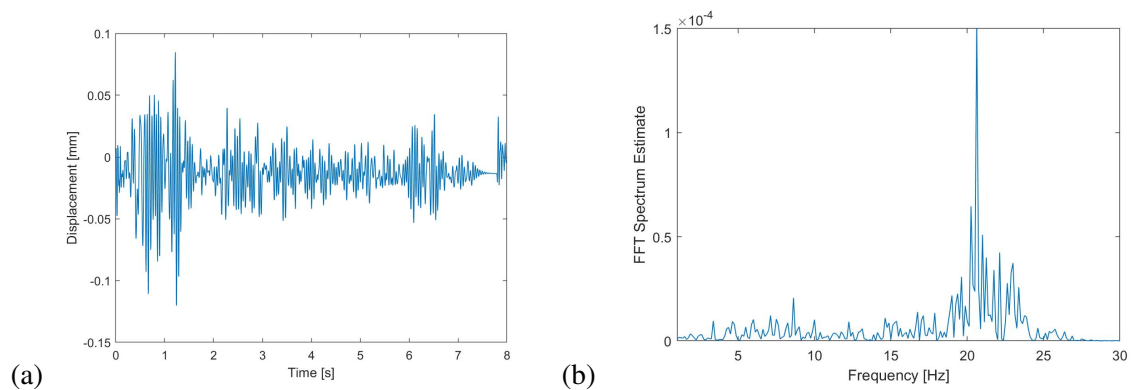 0.1
0.05
0
-0.05
-0.1
-0.15
Displacement [mm]
0 1 2 3 4 5 6 7 8
Time [s]
(a)
×10⁻⁴
1.5
1
0.5
0
FFT Spectrum Estimate
5 10 15 20 25 30
Frequency [Hz]
(b)